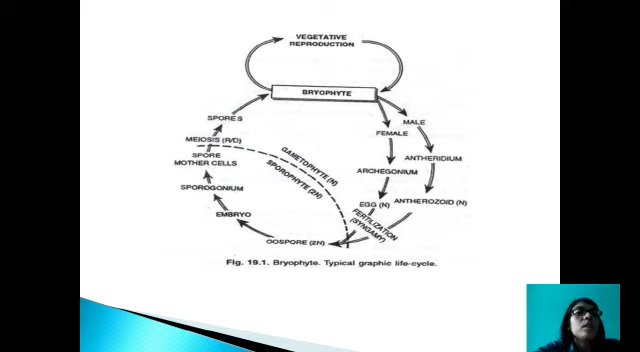 VEGETATIVE
REPRODUCTION
BRYOPHYTE
SPORES
MALE
FEMALE
MEIOSIS (R/D)
GAMETOPHYTE (N)
SPORE
MOTHER CELLS
SPOROPHYTE (2N)
ANTHERIDIUM
ARCHEGONIUM
SPOROGONIUM
EGG (N)
ANTHEROZOID (N)
EMBRYO
FERTILIZATION
(SYNGAMY)
OOSPORE (2N)
Fig. 19.1. Bryophyte. Typical graphic life-cycle.